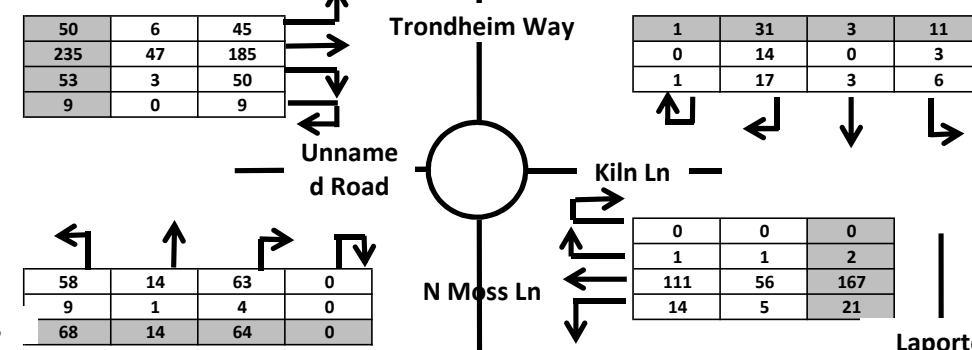 Trondheim Way
50 6 45
235 47 185
53 3 50
9 0 9
1 31 3 11
0 14 0 3
1 17 3 6
Unname
d Road
Kiln Ln
N Moss Ln
0 0 0
1 1 2
111 56 167
14 5 21
58 14 63 0
9 1 4 0
68 14 64 0